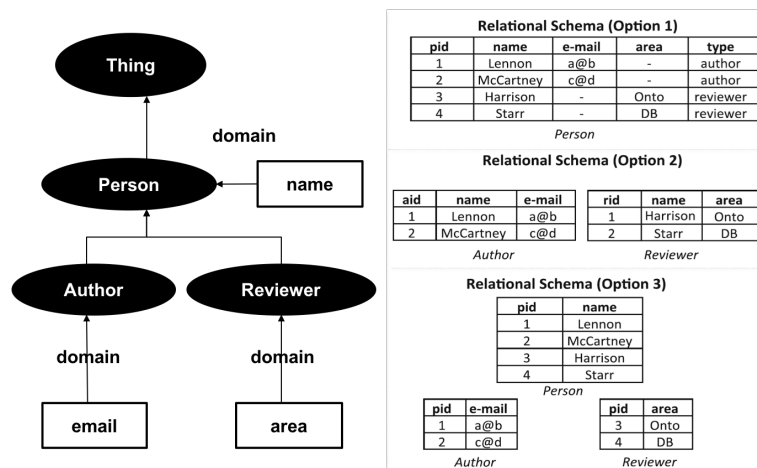 Thing
domain
Person
name
Author
Reviewer
domain
domain
email
area
Relational Schema (Option 1)
pid name e-mail area type
1 Lennon a@b - author
2 McCartney c@d - author
3 Harrison - Onto reviewer
4 Starr - DB reviewer
Person
Relational Schema (Option 2)
aid name e-mail
1 Lennon a@b
2 McCartney c@d
Author
rid name area
1 Harrison Onto
2 Starr DB
Reviewer
Relational Schema (Option 3)
pid name
1 Lennon
2 McCartney
3 Harrison
4 Starr
Person
pid e-mail
1 a@b
2 c@d
Author
pid area
3 Onto
4 DB
Reviewer